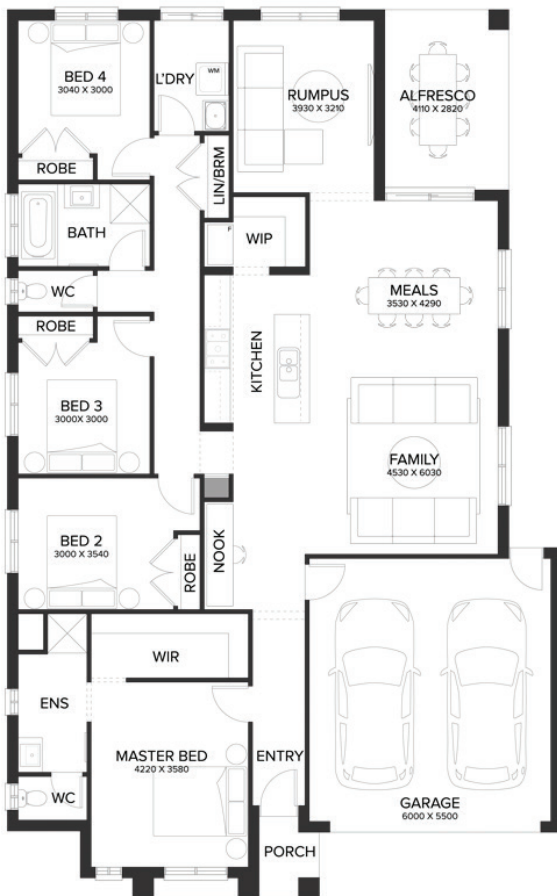 BED 4
3040 X 3000
L'DRY
WM
RUMPUS
3930 X 3210
ALFRESCO
4110 X 2820
ROBE
LIN/BRM
BATH
F
WIP
WC
MEALS
3530 X 4290
ROBE
KITCHEN
BED 3
3000X 3000
FAMILY
4530 X 6030
BED 2
3000 X 3540
ROBE
NOOK
WIR
ENS
MASTER BED
4220 X 3580
ENTRY
WC
GARAGE
6000 X 5500
PORCH